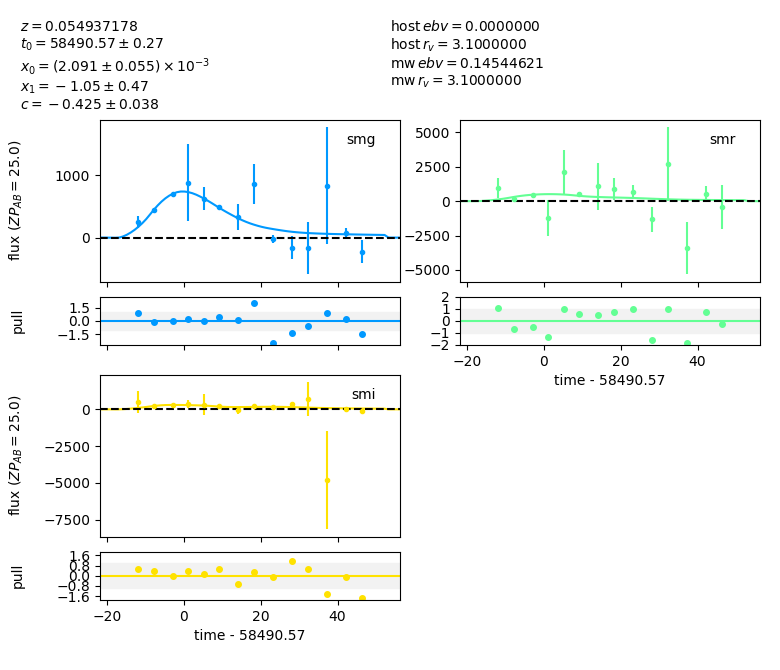 z = 0.054937178
t₀ = 58490.57 ± 0.27
x₀ = (2.091 ± 0.055) × 10⁻³
x₁ = −1.05 ± 0.47
c = −0.425 ± 0.038
host ebv = 0.0000000
host r_v = 3.1000000
mw ebv = 0.14544621
mw r_v = 3.1000000
smg
1000
0
flux (ZP_AB = 25.0)
1.5
0.0
−1.5
pull
smr
5000
2500
0
−2500
−5000
2
1
0
−1
−2
−20 0 20 40
time - 58490.57
smi
0
−2500
−5000
−7500
flux (ZP_AB = 25.0)
1.6
0.8
0.0
−0.8
−1.6
pull
−20 0 20 40
time - 58490.57